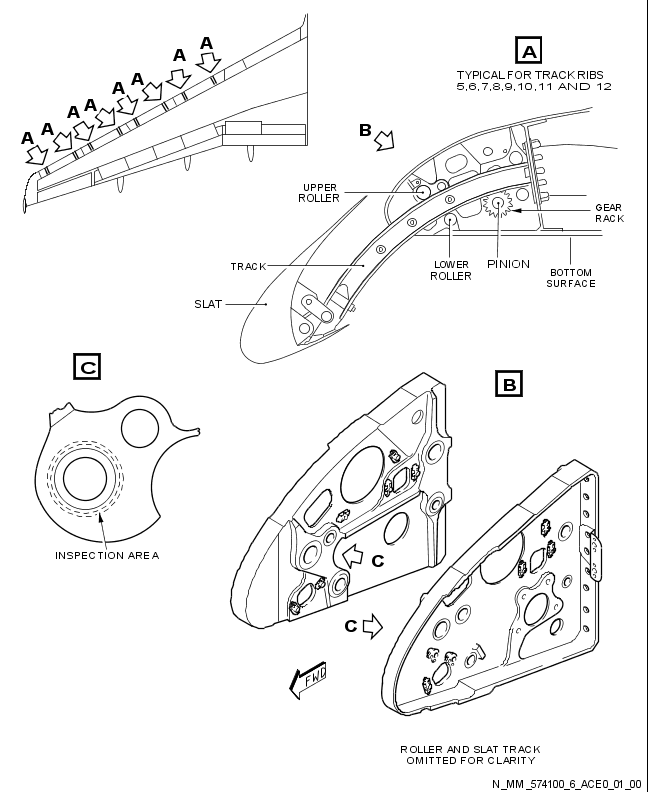 A
TYPICAL FOR TRACK RIBS
5,6,7,8,9,10,11 AND 12
A
A
A
A
A
A
A
A
B
UPPER
ROLLER
GEAR
RACK
TRACK
LOWER
ROLLER
PINION
BOTTOM
SURFACE
SLAT
C
B
INSPECTION AREA
C
C
FWD
ROLLER AND SLAT TRACK
OMITTED FOR CLARITY
N_MM_574100_6_ACE0_01_00